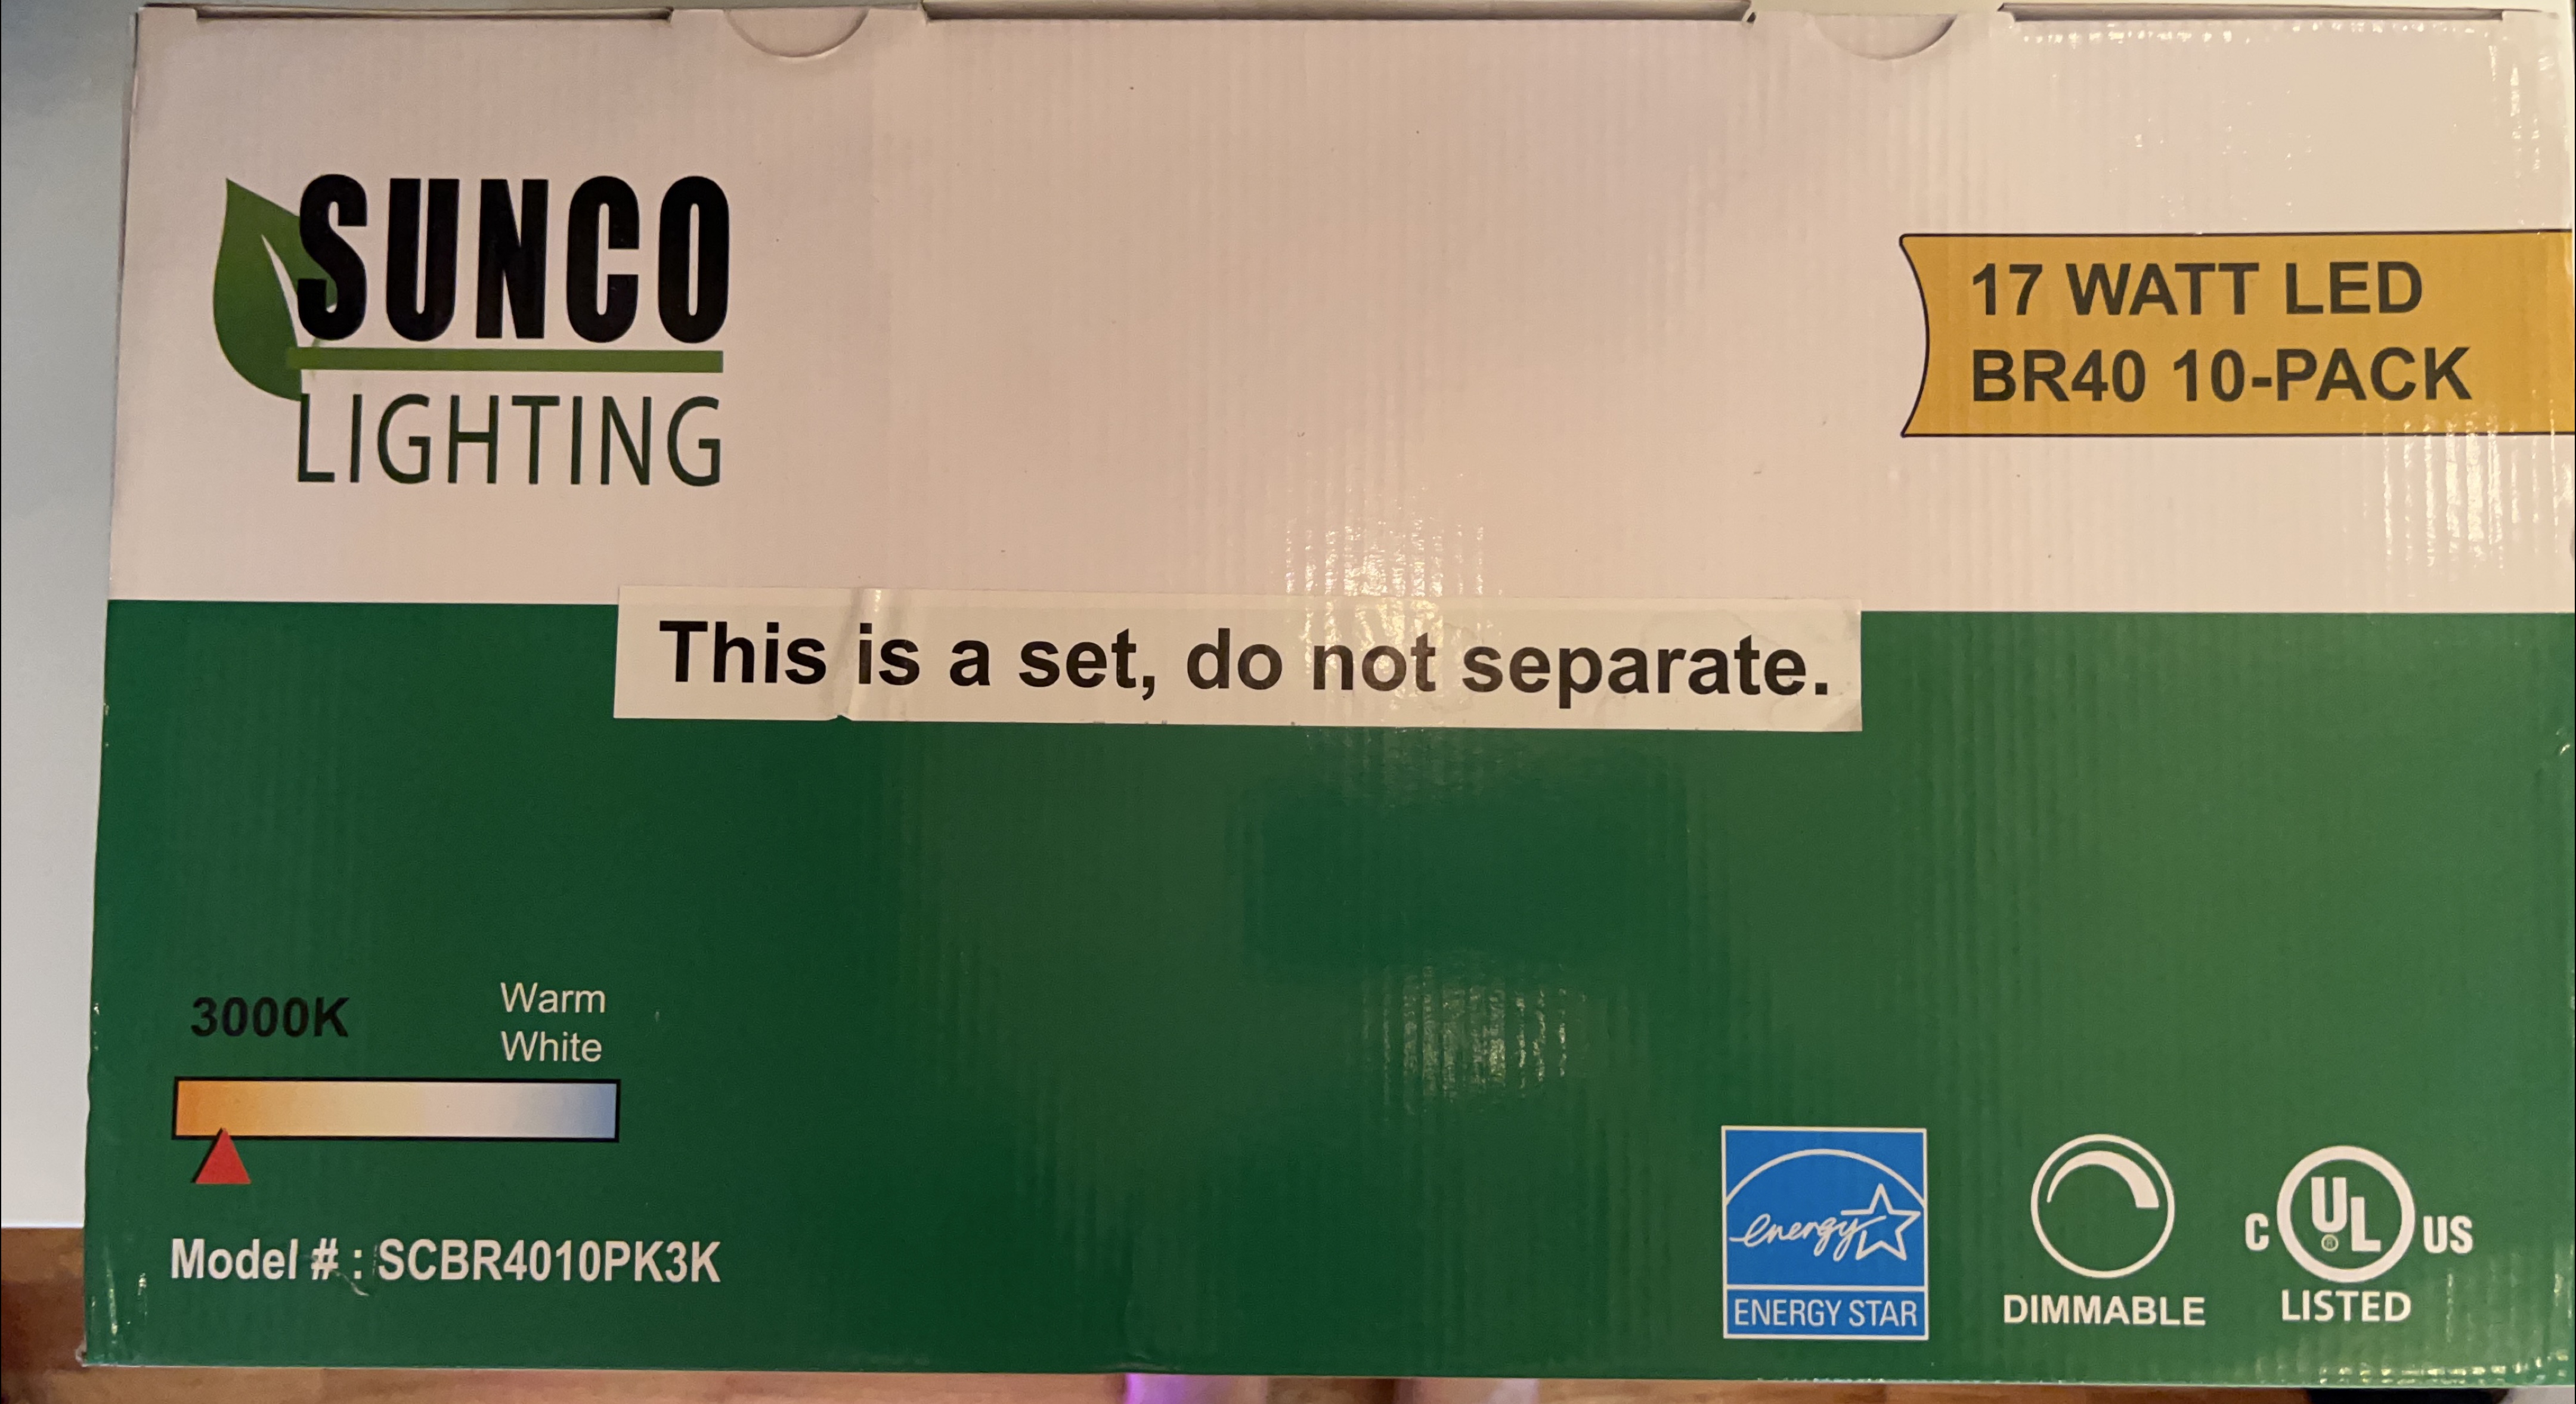 SUNCO
LIGHTING
17 WATT LED
BR40 10-PACK
This is a set, do not separate.
3000K
Warm
White
Model # : SCBR4010PK3K
energy
ENERGY STAR
DIMMABLE
C UL ® US
LISTED